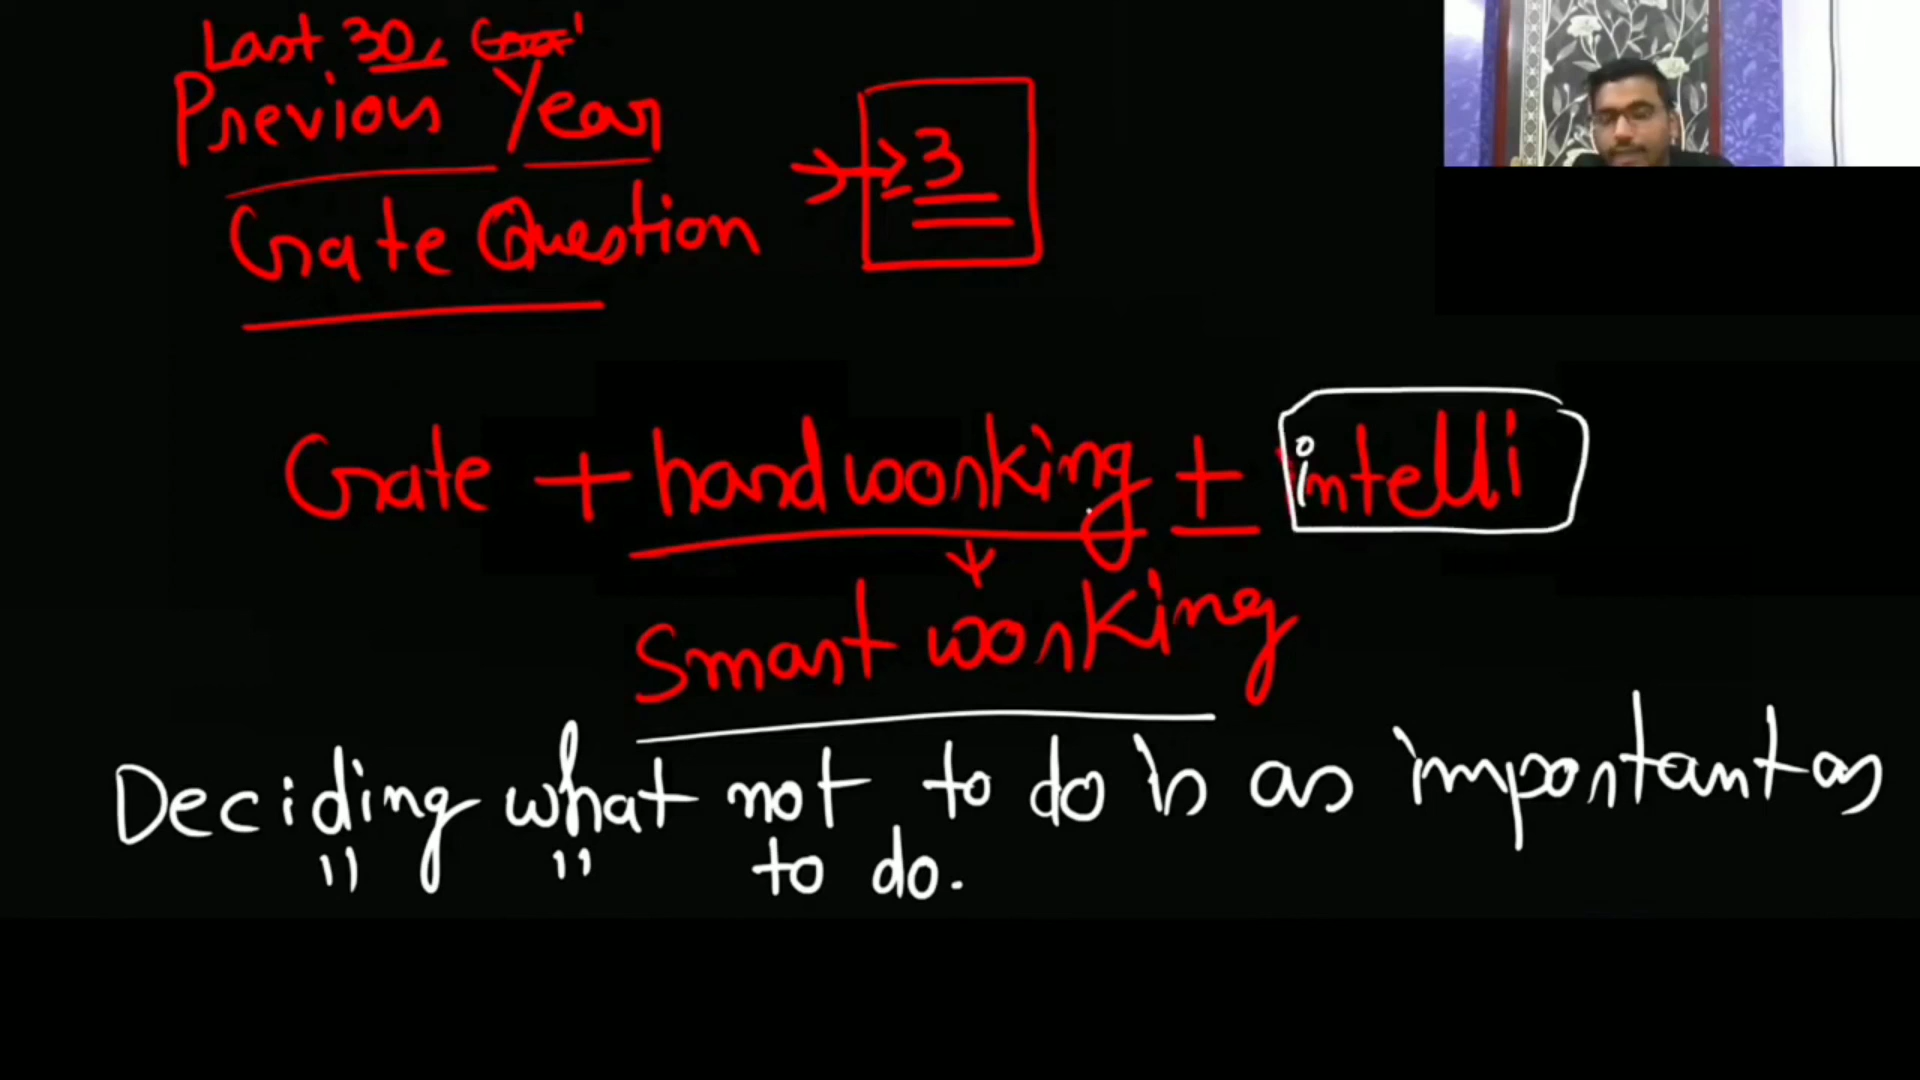 Last 30,
Previou Year
Gate Question
→ 3
Gate + hardworking + intelli
↓
Smart working
Deciding what not to do is as important as
" " to do.